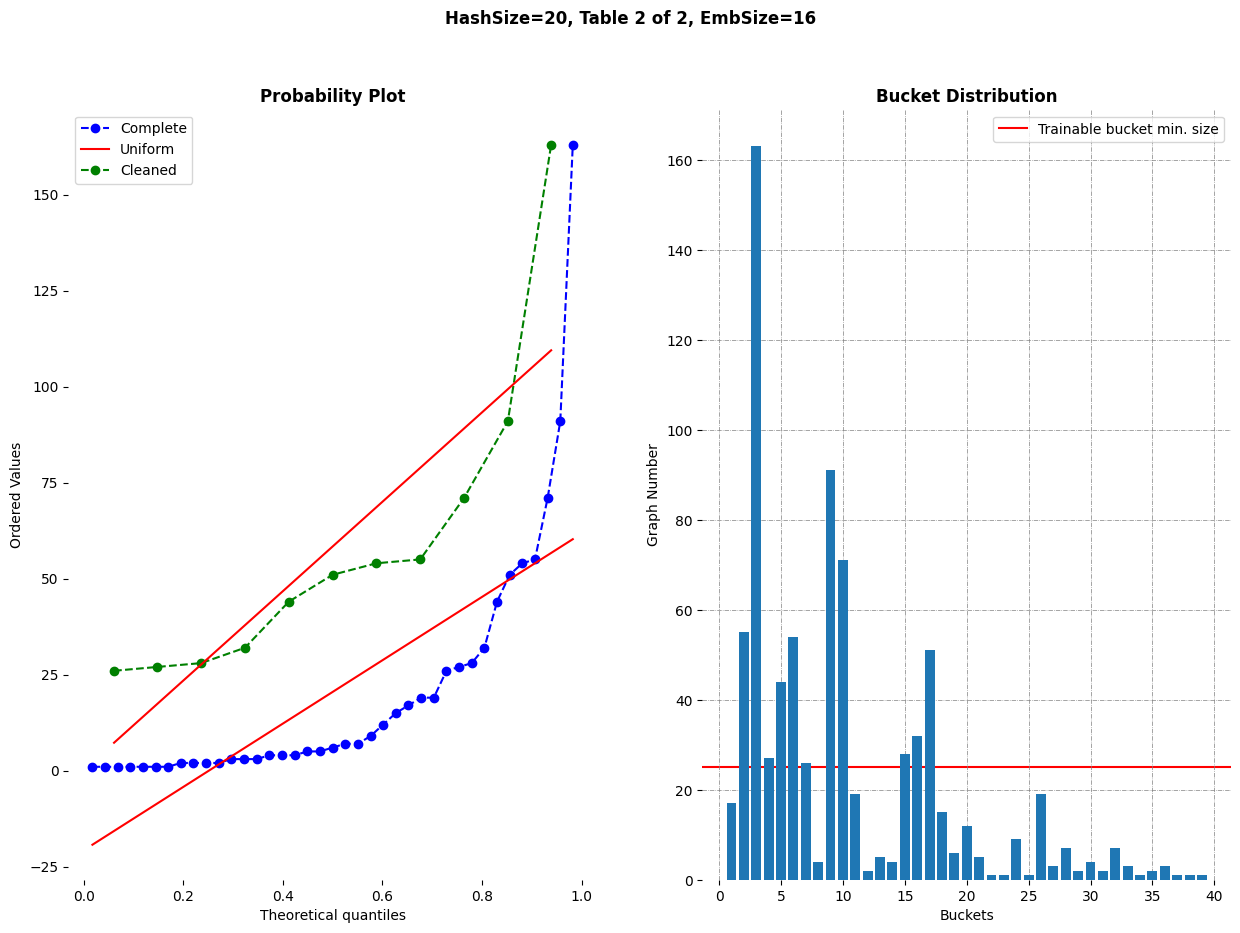 HashSize=20, Table 2 of 2, EmbSize=16
Probability Plot
Complete
Uniform
Cleaned
150
125
100
75
50
25
0
−25
Ordered Values
0.0 0.2 0.4 0.6 0.8 1.0
Theoretical quantiles
Bucket Distribution
Trainable bucket min. size
160
140
120
100
80
60
40
20
0
Graph Number
0 5 10 15 20 25 30 35 40
Buckets